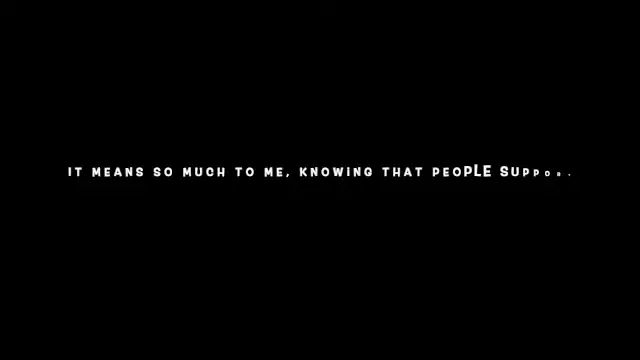 IT MEANS SO MUCH TO ME, KNOWING THAT PEOPLE SUPPO